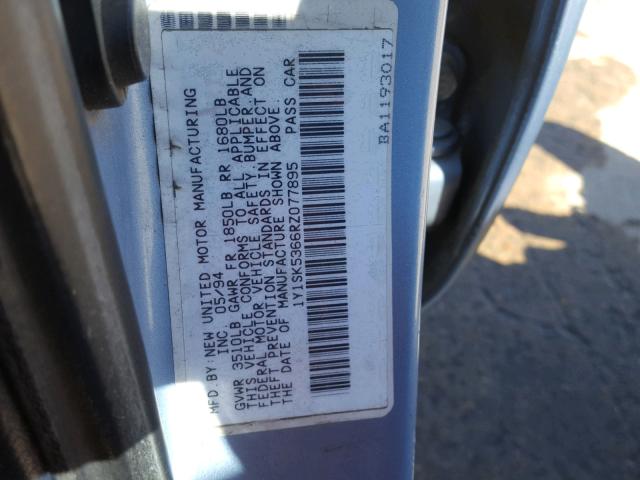 MFD.BY:NEW UNITED MOTOR MANUFACTURING
INC. 05/94
GVWR 3510LB GAWR FR 1850LB RR 1680LB
THIS VEHICLE CONFORMS TO ALL APPLICABLE
FEDERAL MOTOR VEHICLE SAFETY,BUMPER,AND
THEFT PREVENTION STANDARDS IN EFFECT ON
THE DATE OF MANUFACTURE SHOWN ABOVE.
1Y1SK5366RZ077895 PASS CAR
BA1193017